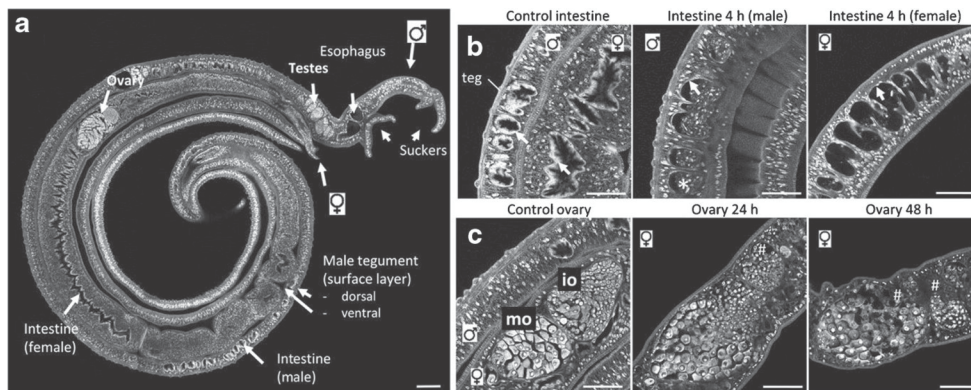 a
♂
Esophagus
Testes
Ovary
Suckers
♀
Male tegument
(surface layer)
- dorsal
- ventral
Intestine
(female)
Intestine
(male)
Control intestine
Intestine 4 h (male)
Intestine 4 h (female)
b
♂
♀
♂
♀
teg
*
Control ovary
Ovary 24 h
Ovary 48 h
c
♀
♀
#
#
#
io
mo
♂
♀